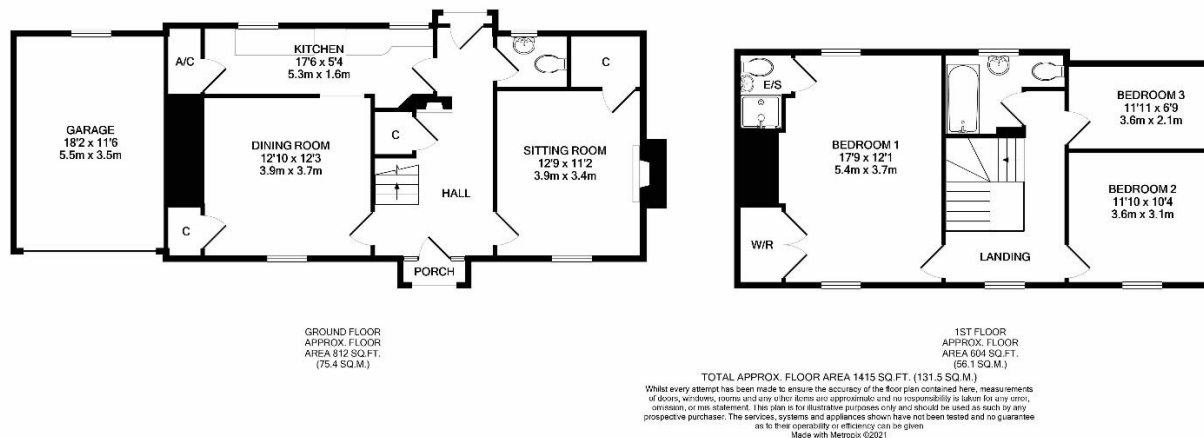 A/C
KITCHEN
17'6 x 5'4
5.3m x 1.6m
C
GARAGE
18'2 x 11'6
5.5m x 3.5m
DINING ROOM
12'10 x 12'3
3.9m x 3.7m
C
SITTING ROOM
12'9 x 11'2
3.9m x 3.4m
HALL
C
PORCH
GROUND FLOOR
APPROX. FLOOR
AREA 812 SQ.FT.
(75.4 SQ.M.)
E/S
BEDROOM 1
17'9 x 12'1
5.4m x 3.7m
BEDROOM 3
11'11 x 6'9
3.6m x 2.1m
BEDROOM 2
11'10 x 10'4
3.6m x 3.1m
W/R
LANDING
1ST FLOOR
APPROX. FLOOR
AREA 604 SQ.FT.
(56.1 SQ.M.)
TOTAL APPROX. FLOOR AREA 1415 SQ.FT. (131.5 SQ.M.)
Whilst every attempt has been made to ensure the accuracy of the floor plan contained here, measurements
of doors, windows, rooms and any other items are approximate and no responsibility is taken for any error,
omission, or mis-statement. This plan is for illustrative purposes only and should be used as such by any
prospective purchaser. The services, systems and appliances shown have not been tested and no guarantee
as to their operability or efficiency can be given
Made with Metropix ©2021